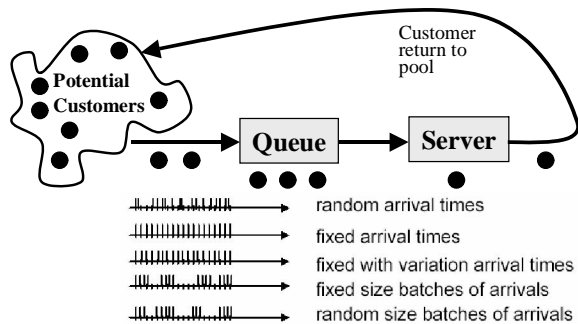 Customer
return to
pool
Potential
Customers
Queue
Server
random arrival times
fixed arrival times
fixed with variation arrival times
fixed size batches of arrivals
random size batches of arrivals